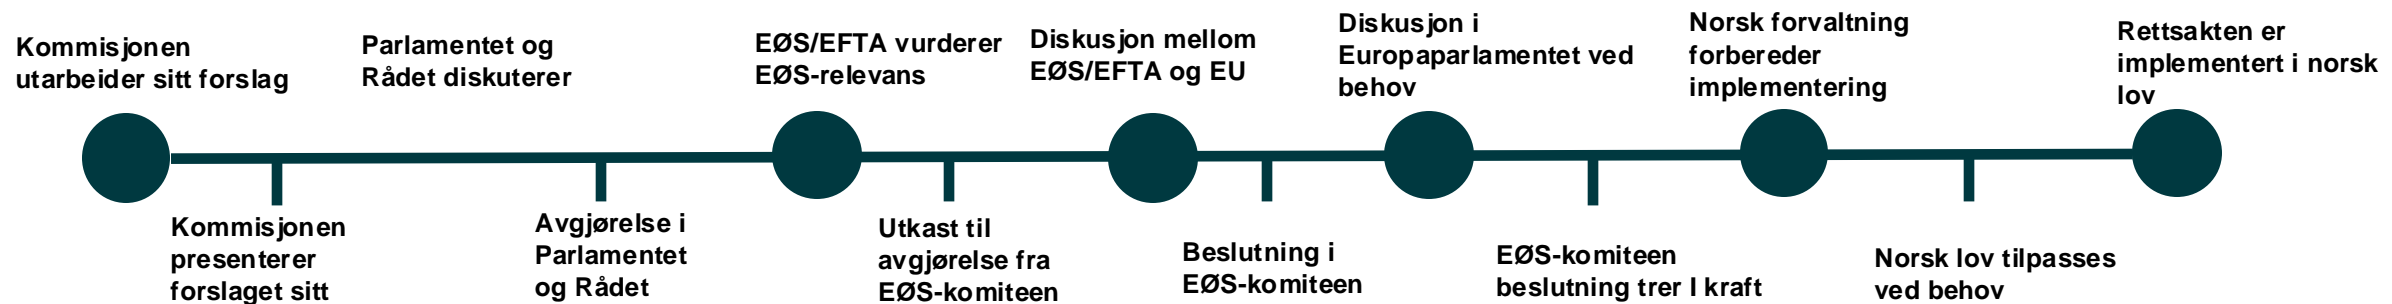 Kommisjonen
utarbeider sitt forslag
Kommisjonen
presenterer
forslaget sitt
Parlamentet og
Rådet diskuterer
Avgjørelse i
Parlamentet
og Rådet
EØS/EFTA vurderer
EØS-relevans
Utkast til
avgjørelse fra
EØS-komiteen
Diskusjon mellom
EØS/EFTA og EU
Beslutning i
EØS-komiteen
Diskusjon i
Europaparlamentet ved
behov
EØS-komiteen
beslutning trer I kraft
Norsk forvaltning
forbereder
implementering
Norsk lov tilpasses
ved behov
Rettsakten er
implementert i norsk
lov